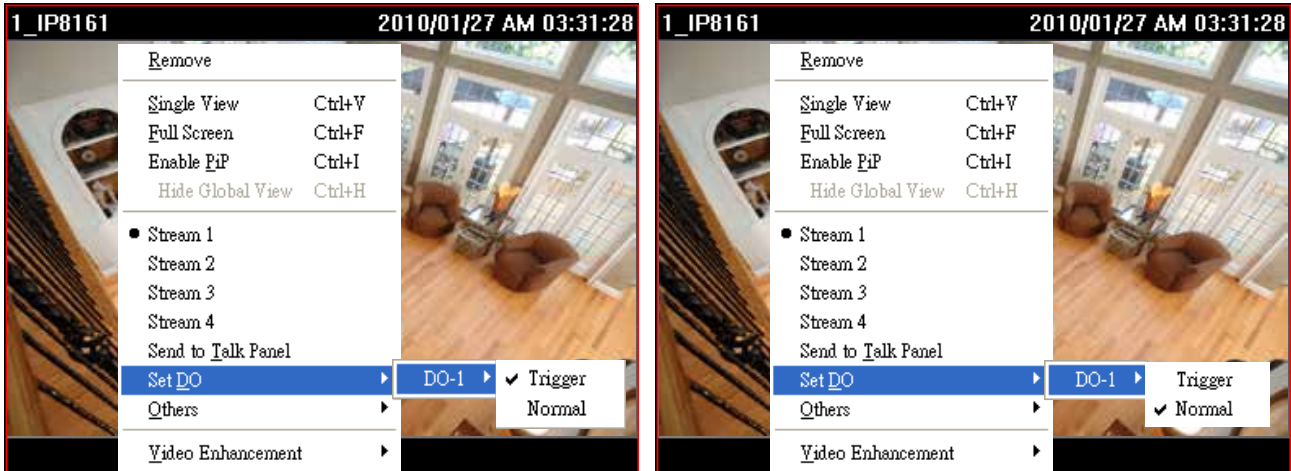 1_IP8161 2010/01/27 AM 03:31:28
Remove
Single View Ctrl+V
Full Screen Ctrl+F
Enable PiP Ctrl+I
Hide Global View Ctrl+H
Stream 1
Stream 2
Stream 3
Stream 4
Send to Talk Panel
Set DO
DO-1
Trigger
Normal
Others
Video Enhancement
1_IP8161 2010/01/27 AM 03:31:28
Remove
Single View Ctrl+V
Full Screen Ctrl+F
Enable PiP Ctrl+I
Hide Global View Ctrl+H
Stream 1
Stream 2
Stream 3
Stream 4
Send to Talk Panel
Set DO
DO-1
Trigger
Normal
Others
Video Enhancement